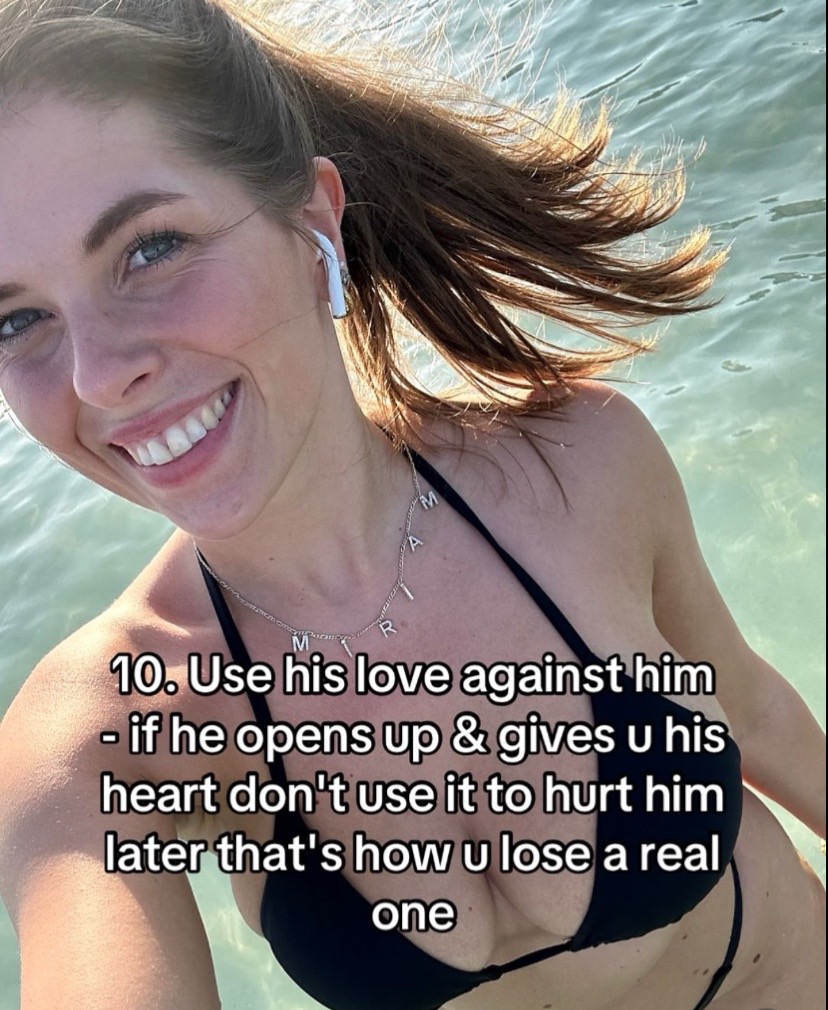 MIRIAM
10. Use his love against him
- if he opens up & gives u his
heart don't use it to hurt him
later that's how u lose a real
one